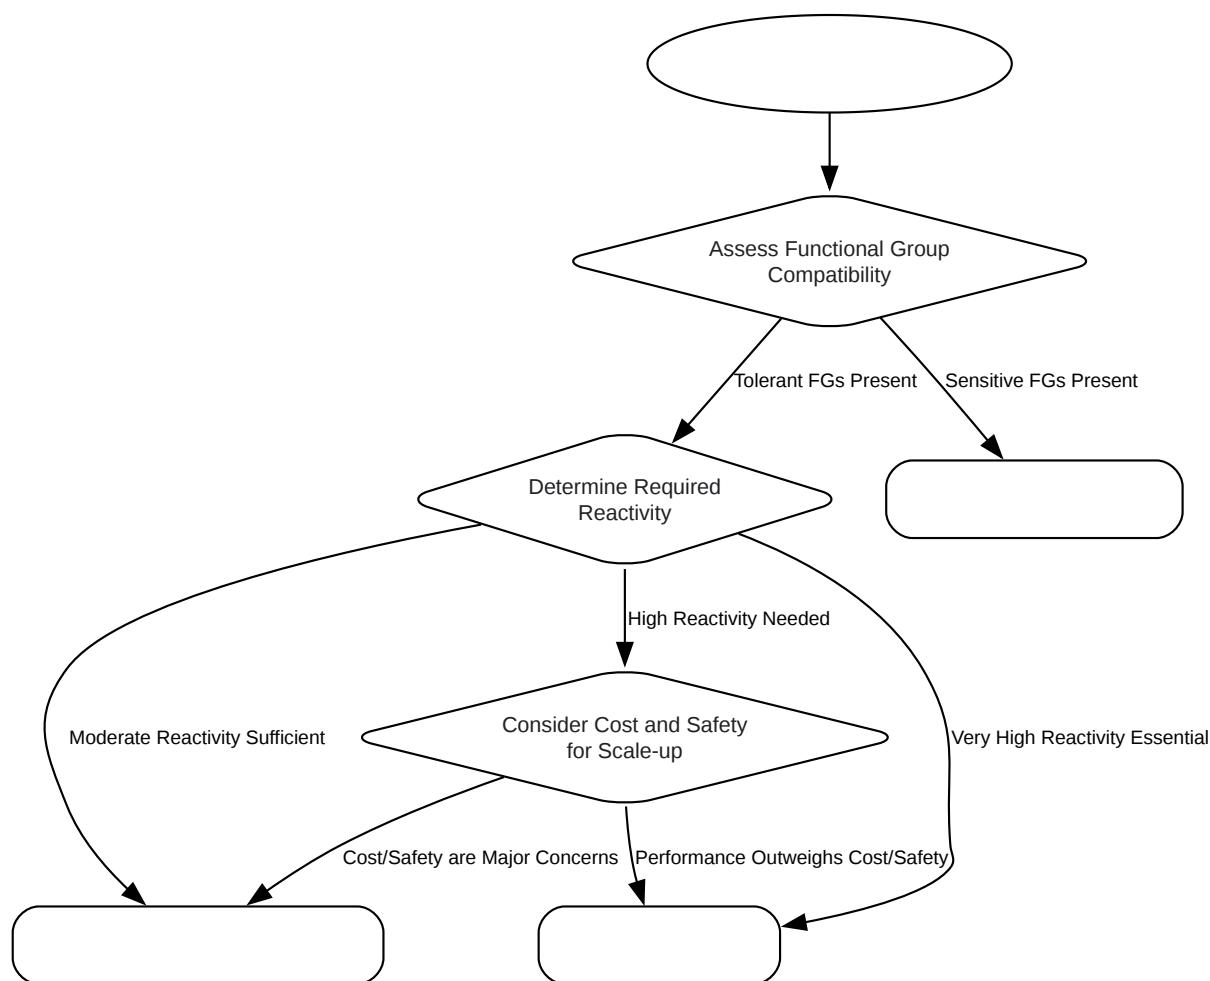 Assess Functional Group
Compatibility
Tolerant FGs Present
Sensitive FGs Present
Determine Required
Reactivity
High Reactivity Needed
Consider Cost and Safety
for Scale-up
Moderate Reactivity Sufficient
Very High Reactivity Essential
Cost/Safety are Major Concerns
Performance Outweighs Cost/Safety